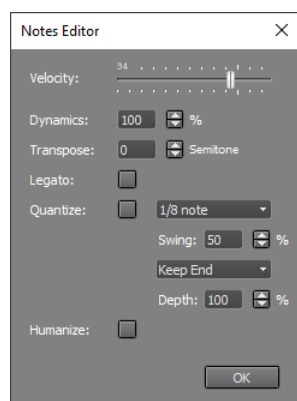 Notes Editor
94
Velocity:
Dynamics: 100 %
Transpose: 0 Semitone
Legato:
Quantize: 1/8 note
Swing: 50 %
Keep End
Depth: 100 %
Humanize:
OK